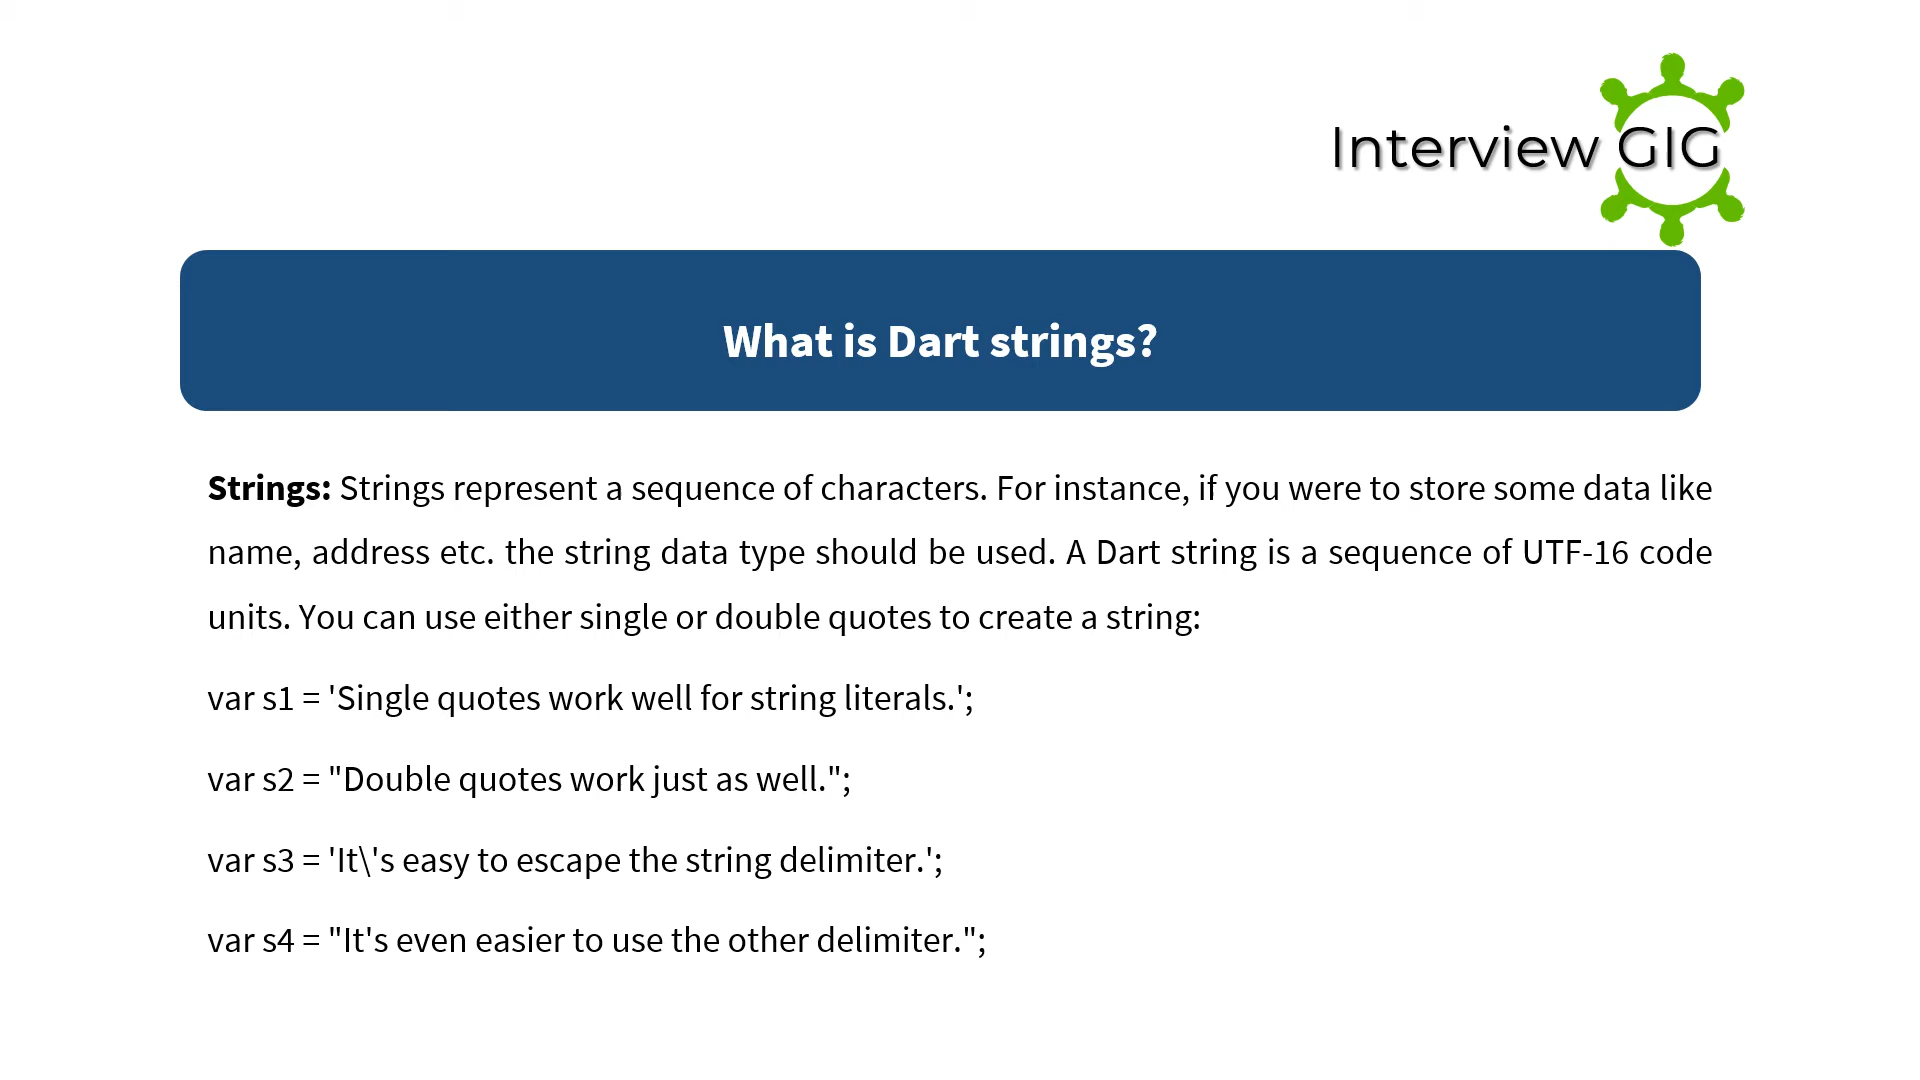 Interview GIG
What is Dart strings?
Strings: Strings represent a sequence of characters. For instance, if you were to store some data like
name, address etc. the string data type should be used. A Dart string is a sequence of UTF-16 code
units. You can use either single or double quotes to create a string:
var s1 = 'Single quotes work well for string literals.';
var s2 = "Double quotes work just as well.";
var s3 = 'It\'s easy to escape the string delimiter.';
var s4 = "It's even easier to use the other delimiter.";